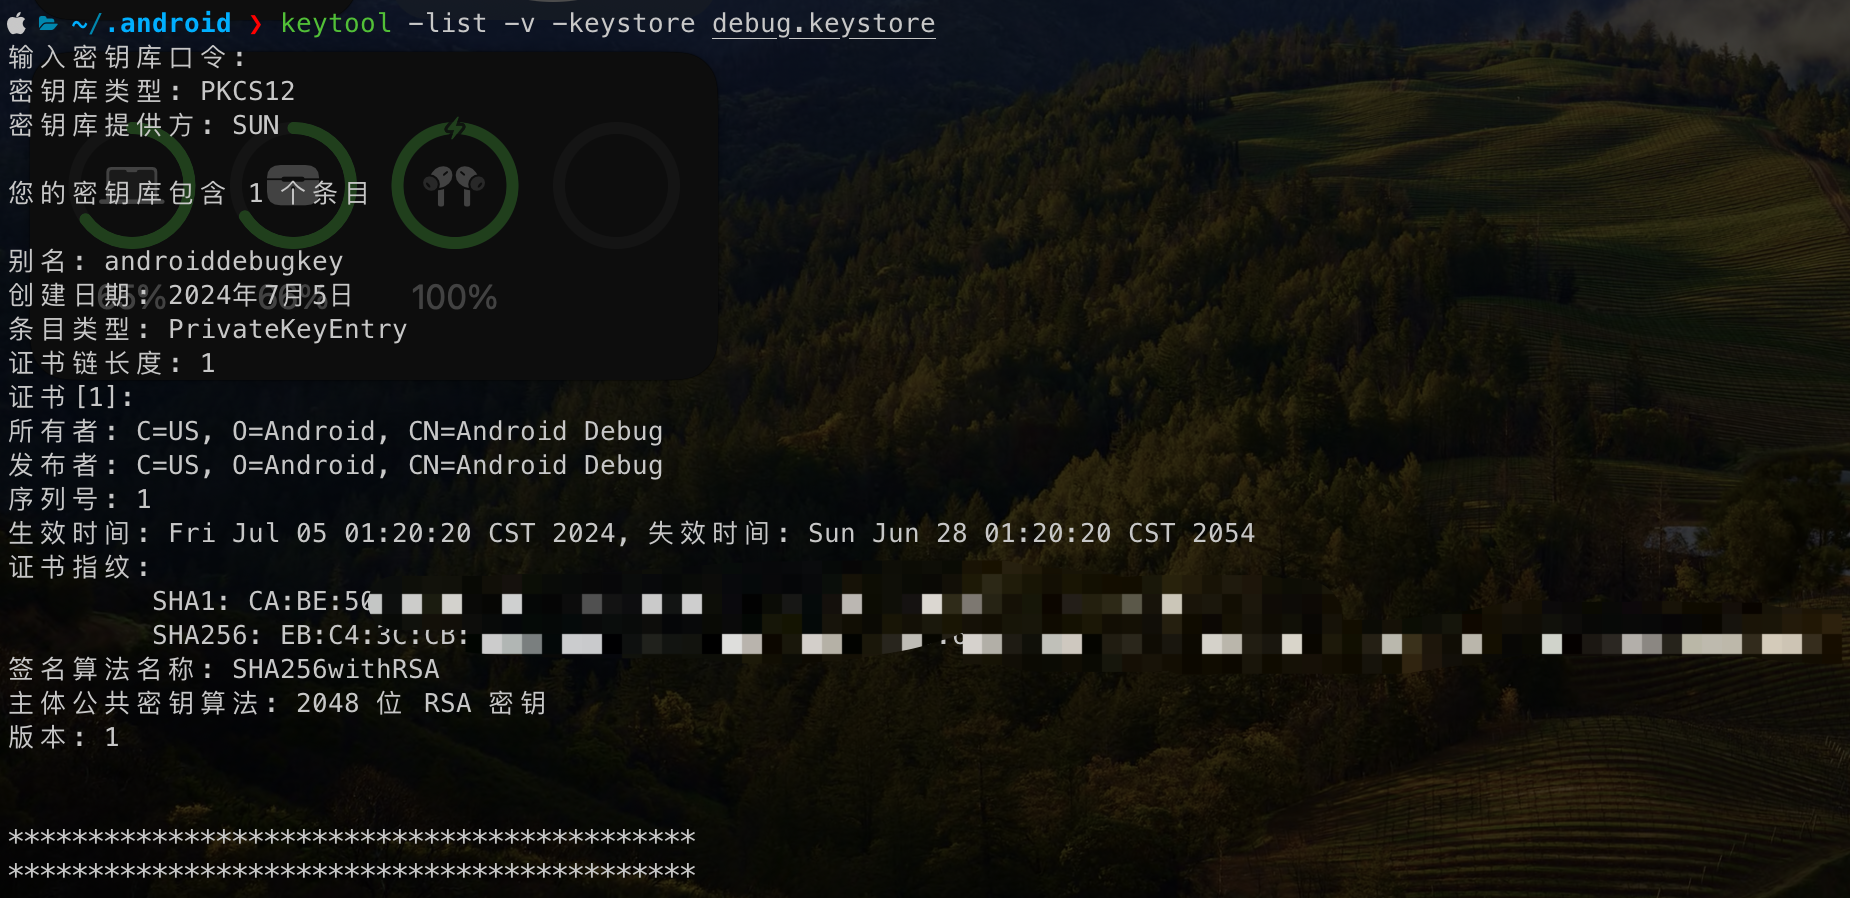 ~/.android ❯ keytool -list -v -keystore debug.keystore
输入密钥库口令:
密钥库类型: PKCS12
密钥库提供方: SUN
您的密钥库包含 1 个条目
别名: androiddebugkey
创建日期: 2024年7月5日
100%
条目类型: PrivateKeyEntry
证书链长度: 1
证书[1]:
所有者: C=US, O=Android, CN=Android Debug
发布者: C=US, O=Android, CN=Android Debug
序列号: 1
生效时间: Fri Jul 05 01:20:20 CST 2024, 失效时间: Sun Jun 28 01:20:20 CST 2054
证书指纹:
SHA1: CA:BE:50
SHA256: EB:C4:3C:CB:
签名算法名称: SHA256withRSA
主体公共密钥算法: 2048 位 RSA 密钥
版本: 1
*******************************************
*******************************************